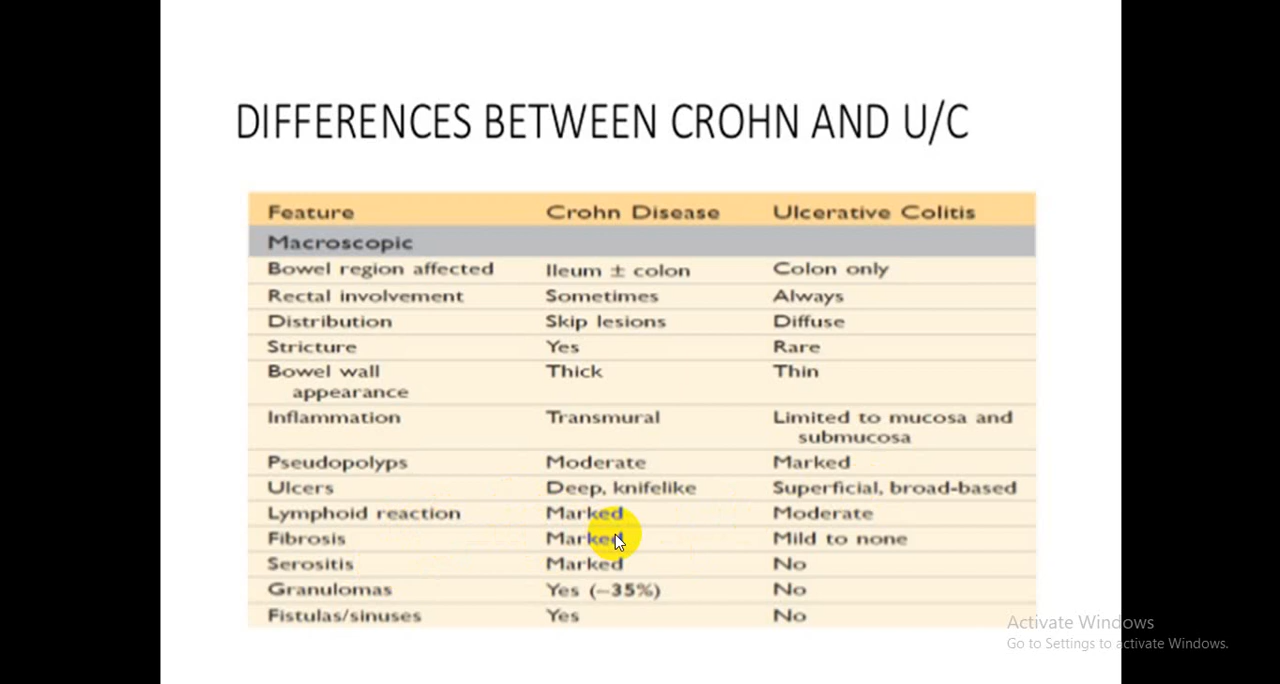 DIFFERENCES BETWEEN CROHN AND U/C
Feature Crohn Disease Ulcerative Colitis
Macroscopic
Bowel region affected Ileum ± colon Colon only
Rectal involvement Sometimes Always
Distribution Skip lesions Diffuse
Stricture Yes Rare
Bowel wall Thick Thin
appearance
Inflammation Transmural Limited to mucosa and
submucosa
Pseudopolyps Moderate Marked
Ulcers Deep, knifelike Superficial, broad-based
Lymphoid reaction Marked Moderate
Fibrosis Marked Mild to none
Serositis Marked No
Granulomas Yes (~35%) No
Fistulas/sinuses Yes No
Activate Windows
Go to Settings to activate Windows.